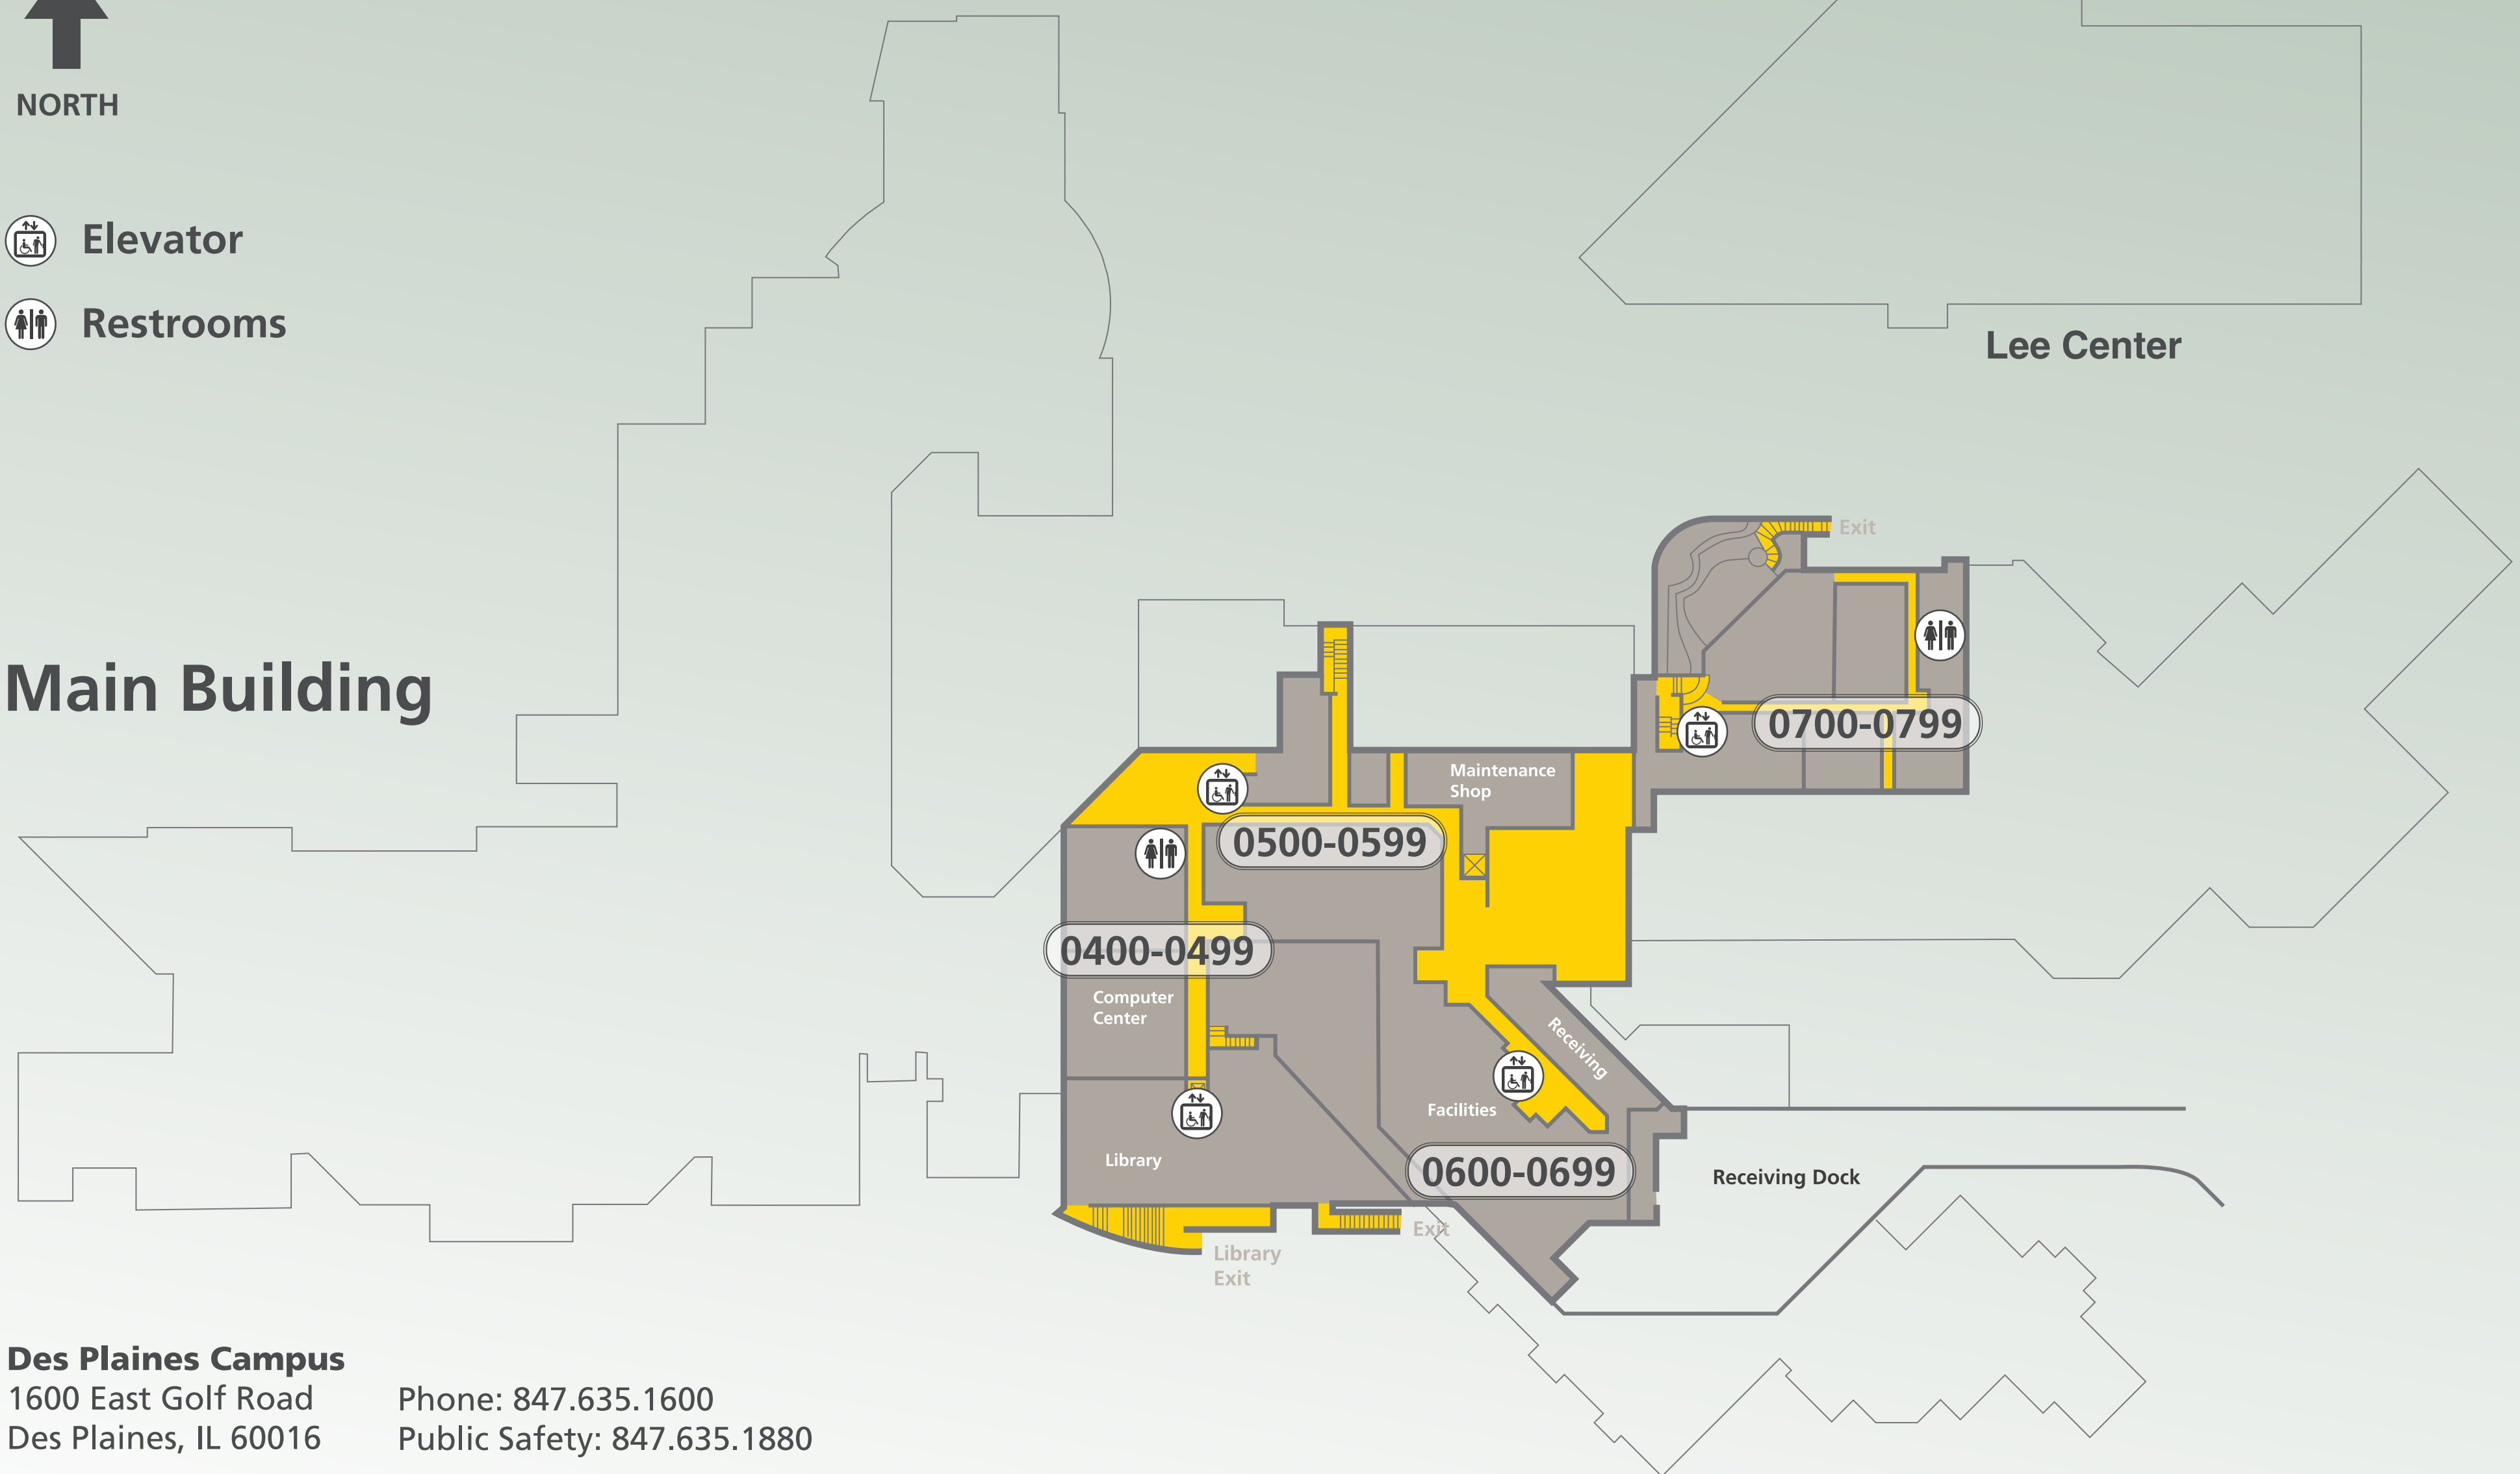 NORTH
Elevator
Restrooms
Lee Center
Exit
Main Building
0700-0799
Maintenance
Shop
0500-0599
0400-0499
Computer
Center
Receiving
Facilities
Library
0600-0699
Receiving Dock
Exit
Library
Exit
Des Plaines Campus
1600 East Golf Road
Des Plaines, IL 60016
Phone: 847.635.1600
Public Safety: 847.635.1880